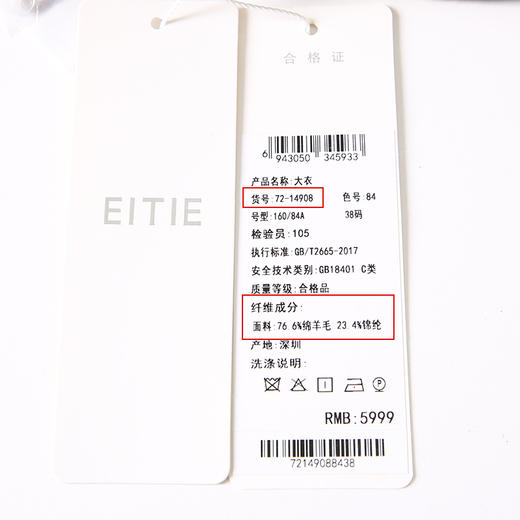 EITIE
合格证
6 943050 345933
产品名称:大衣
货号:72-14908 色号:84
号型:160/84A 38码
检验员:105
执行标准:GB/T2665-2017
安全技术类别:GB18401 C类
质量等级:合格品
纤维成分:
面料:76.6%绵羊毛 23.4%锦纶
产地:深圳
洗涤说明:
P
RMB:5999
72149088438